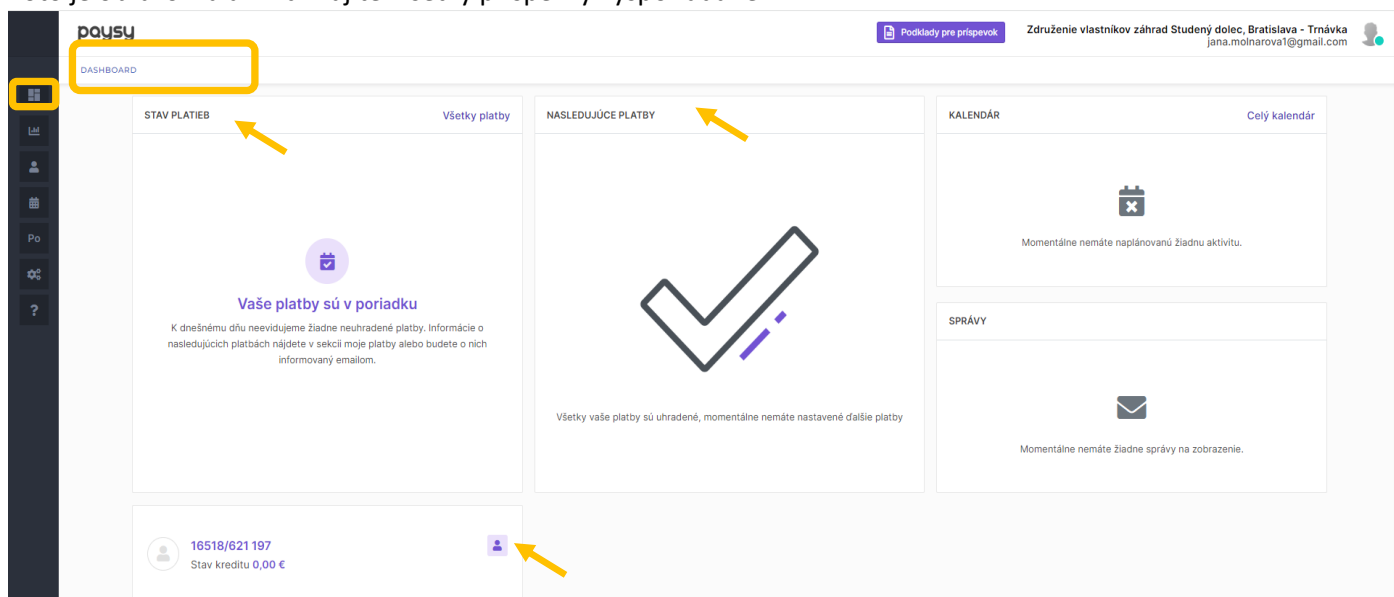 paysy
Podklady pre príspevok
Združenie vlastníkov záhrad Studený dolec, Bratislava - Trnávka
jana.molnarova1@gmail.com
DASHBOARD
STAV PLATIEB
Všetky platby
NASLEDUJÚCE PLATBY
KALENDÁR
Celý kalendár
Po
?
Vaše platby sú v poriadku
K dnešnému dňu neevidujeme žiadne neuhradené platby. Informácie o
nasledujúcich platbách nájdete v sekcii moje platby alebo budete o nich
informovaný emailom.
Všetky vaše platby sú uhradené, momentálne nemáte nastavené ďalšie platby
Momentálne nemáte naplánovanú žiadnu aktivitu.
SPRÁVY
Momentálne nemáte žiadne správy na zobrazenie.
16518/621 197
Stav kreditu 0,00 €